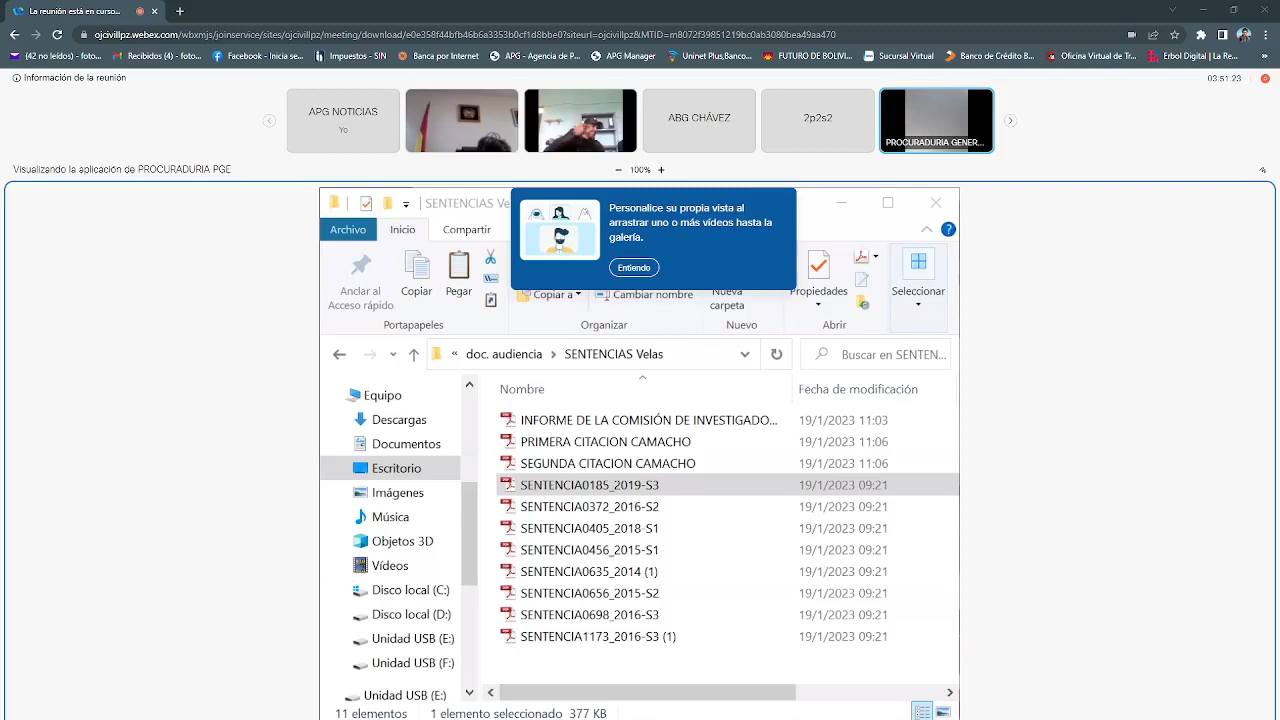 La reunión está en curso...
ojcivillpz.webex.com/wbxmjs/joinservice/sites/ojcivillpz/meeting/download/e0e358f44b1b4b6a3353d0cf1d8bbe0?siteurl=ojcivillpz&MTID=m8072f39851219bc0ab3080bea49aa470
(42 no leídos) - foto...
Recibidos (4) - foto...
Facebook - Inicia se...
Impuestos - SIN
Banca por Internet
APG - Agencia de P...
APG Manager
Uninet Plus,Banco...
FUTURO DE BOLIVI...
Sucursal Virtual
Banco de Crédito B...
Oficina Virtual de Tr...
Erbol Digital | La Re...
Información de la reunión
03:51:23
APG NOTICIAS
Yo
ABG CHÁVEZ
2p2s2
PROCURADURIA GENER...
Visualizando la aplicación de PROCURADURIA PGE
100%
SENTENCIAS Ve
Personalice su propia vista al
arrastrar uno o más vídeos hasta la
galería.
Entiendo
Archivo
Inicio
Compartir
Anclar al
Acceso rápido
Copiar
Pegar
Copiar a
Cambiar nombre
Nueva
carpeta
Propiedades
Seleccionar
Portapapeles
Organizar
Nuevo
Abrir
« doc. audiencia > SENTENCIAS Velas
Buscar en SENTEN...
Nombre
Fecha de modificación
Equipo
Descargas
Documentos
Escritorio
Imágenes
Música
Objetos 3D
Vídeos
Disco local (C:)
Disco local (D:)
Unidad USB (E:)
Unidad USB (F:)
Unidad USB (E:)
INFORME DE LA COMISIÓN DE INVESTIGADO... 19/1/2023 11:03
PRIMERA CITACION CAMACHO 19/1/2023 11:06
SEGUNDA CITACION CAMACHO 19/1/2023 11:06
SENTENCIA0185_2019-S3 19/1/2023 09:21
SENTENCIA0372_2016-S2 19/1/2023 09:21
SENTENCIA0405_2018-S1 19/1/2023 09:21
SENTENCIA0456_2015-S1 19/1/2023 09:21
SENTENCIA0635_2014 (1) 19/1/2023 09:21
SENTENCIA0656_2015-S2 19/1/2023 09:21
SENTENCIA0698_2016-S3 19/1/2023 09:21
SENTENCIA1173_2016-S3 (1) 19/1/2023 09:21
11 elementos
1 elemento seleccionado 377 KB